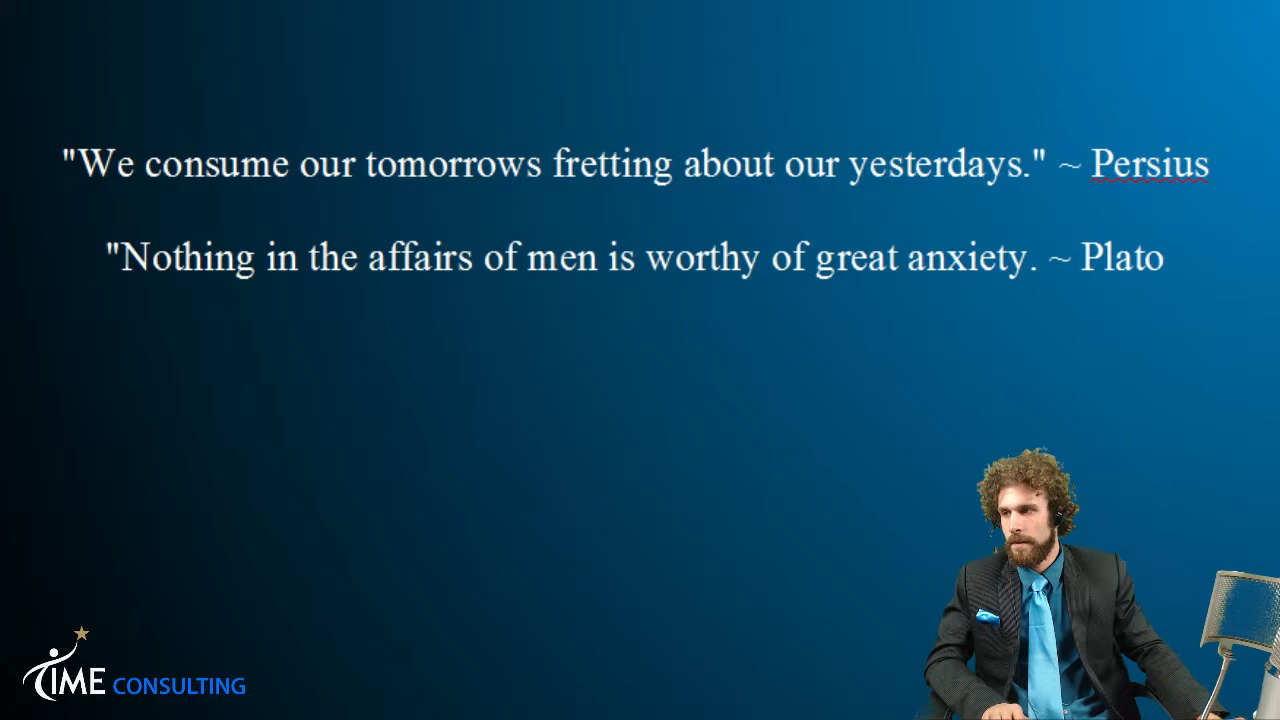 "We consume our tomorrows fretting about our yesterdays." ~ Persius
"Nothing in the affairs of men is worthy of great anxiety. ~ Plato
TIME CONSULTING